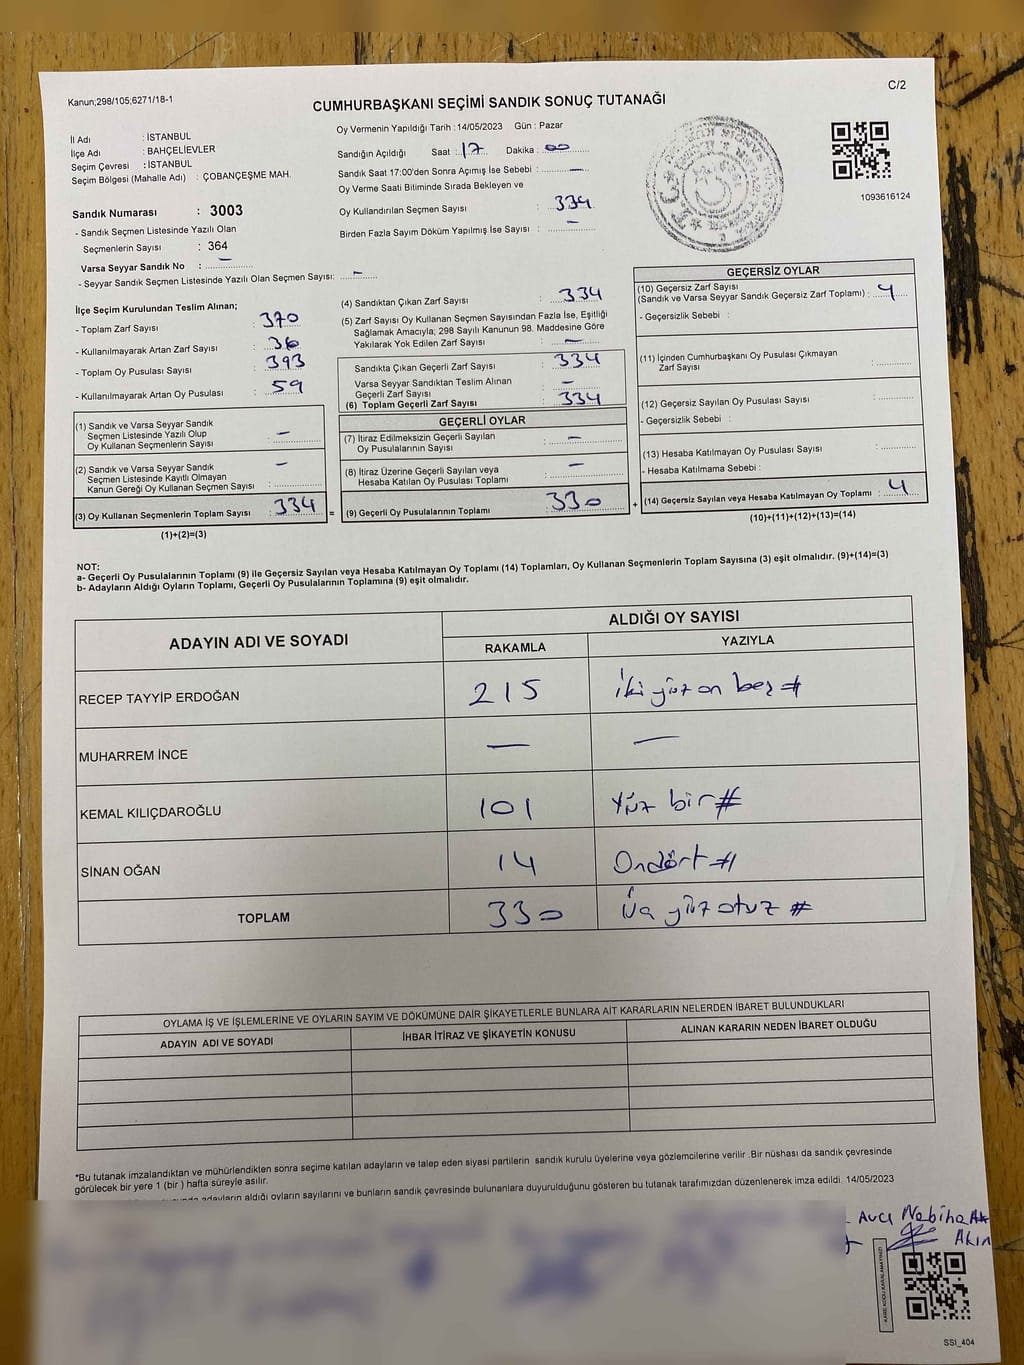 Kanun;298/105;6271/18-1
C/2
CUMHURBAŞKANI SEÇİMİ SANDIK SONUÇ TUTANAĞI
İl Adı : İSTANBUL
İlçe Adı : BAHÇELİEVLER
Seçim Çevresi : İSTANBUL
Seçim Bölgesi (Mahalle Adı) : ÇOBANÇEŞME MAH.
Sandık Numarası : 3003
- Sandık Seçmen Listesinde Yazılı Olan
Seçmenlerin Sayısı : 364
Varsa Seyyar Sandık No : –
- Seyyar Sandık Seçmen Listesinde Yazılı Olan Seçmen Sayısı: –
Oy Vermenin Yapıldığı Tarih : 14/05/2023 Gün : Pazar
Sandığın Açıldığı Saat : 17 Dakika : 00
Sandık Saat 17:00'den Sonra Açımış İse Sebebi : –
Oy Verme Saati Bitiminde Sırada Bekleyen ve
Oy Kullandırılan Seçmen Sayısı : 334
Birden Fazla Sayım Döküm Yapılmış İse Sayısı : –
1093616124
İlçe Seçim Kurulundan Teslim Alınan;
- Toplam Zarf Sayısı : 370
- Kullanılmayarak Artan Zarf Sayısı : 36
- Toplam Oy Pusulası Sayısı : 393
- Kullanılmayarak Artan Oy Pusulası : 59
(1) Sandık ve Varsa Seyyar Sandık
Seçmen Listesinde Yazılı Olup
Oy Kullanan Seçmenlerin Sayısı : –
(2) Sandık ve Varsa Seyyar Sandık
Seçmen Listesinde Kayıtlı Olmayan
Kanun Gereği Oy Kullanan Seçmen Sayısı : –
(3) Oy Kullanan Seçmenlerin Toplam Sayısı : 334 =
(1)+(2)=(3)
(4) Sandıktan Çıkan Zarf Sayısı : 334
(5) Zarf Sayısı Oy Kullanan Seçmen Sayısından Fazla İse, Eşitliği
Sağlamak Amacıyla; 298 Sayılı Kanunun 98. Maddesine Göre
Yakılarak Yok Edilen Zarf Sayısı : –
Sandıkta Çıkan Geçerli Zarf Sayısı : 334
Varsa Seyyar Sandıktan Teslim Alınan
Geçerli Zarf Sayısı : –
(6) Toplam Geçerli Zarf Sayısı : 334
GEÇERLİ OYLAR
(7) İtiraz Edilmeksizin Geçerli Sayılan
Oy Pusulalarının Sayısı : –
(8) İtiraz Üzerine Geçerli Sayılan veya
Hesaba Katılan Oy Pusulası Toplamı : –
(9) Geçerli Oy Pusulalarının Toplamı : 330 +
GEÇERSİZ OYLAR
(10) Geçersiz Zarf Sayısı
(Sandık ve Varsa Seyyar Sandık Geçersiz Zarf Toplamı) : 4
- Geçersizlik Sebebi :
(11) İçinden Cumhurbaşkanı Oy Pusulası Çıkmayan
Zarf Sayısı :
(12) Geçersiz Sayılan Oy Pusulası Sayısı :
- Geçersizlik Sebebi :
(13) Hesaba Katılmayan Oy Pusulası Sayısı :
- Hesaba Katılmama Sebebi :
(14) Geçersiz Sayılan veya Hesaba Katılmayan Oy Toplamı : 4
(10)+(11)+(12)+(13)=(14)
NOT:
a- Geçerli Oy Pusulalarının Toplamı (9) ile Geçersiz Sayılan veya Hesaba Katılmayan Oy Toplamı (14) Toplamları, Oy Kullanan Seçmenlerin Toplam Sayısına (3) eşit olmalıdır. (9)+(14)=(3)
b- Adayların Aldığı Oyların Toplamı, Geçerli Oy Pusulalarının Toplamına (9) eşit olmalıdır.
ADAYIN ADI VE SOYADI
ALDIĞI OY SAYISI
RAKAMLA YAZIYLA
RECEP TAYYİP ERDOĞAN 215 İki yüz on beş #
MUHARREM İNCE – –
KEMAL KILIÇDAROĞLU 101 Yüz bir #
SİNAN OĞAN 14 Ondört #
TOPLAM 330 yüz otuz #
OYLAMA İŞ VE İŞLEMLERİNE VE OYLARIN SAYIM VE DÖKÜMÜNE DAİR ŞİKAYETLERLE BUNLARA AİT KARARLARIN NELERDEN İBARET BULUNDUKLARI
ADAYIN ADI VE SOYADI İHBAR İTİRAZ VE ŞİKAYETİN KONUSU ALINAN KARARIN NEDEN İBARET OLDUĞU
*Bu tutanak imzalandıktan ve mühürlendikten sonra seçime katılan adayların ve talep eden siyasi partilerin sandık kurulu üyelerine veya gözlemcilerine verilir .Bir nüshası da sandık çevresinde
görülecek bir yere 1 (bir ) hafta süreyle asılır.
adayların aldığı oyların sayılarını ve bunların sandık çevresinde bulunanlara duyurulduğunu gösteren bu tutanak tarafımızdan düzenlenerek imza edildi. 14/05/2023
Avcı Nebiha Ak
Akın
SSI_404